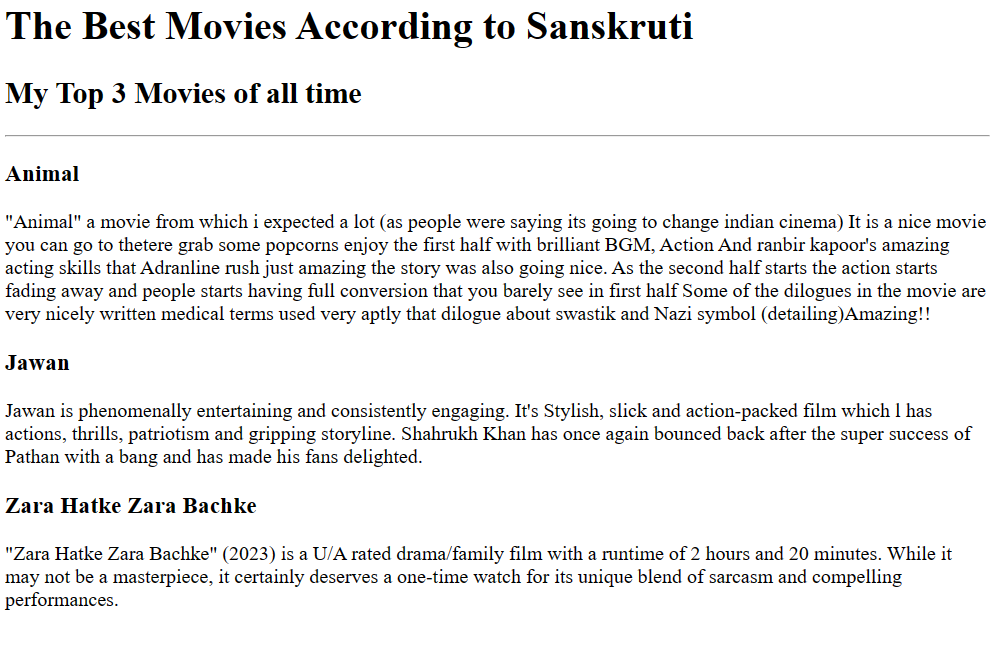 The Best Movies According to Sanskruti
My Top 3 Movies of all time
Animal
"Animal" a movie from which i expected a lot (as people were saying its going to change indian cinema) It is a nice movie
you can go to thetere grab some popcorns enjoy the first half with brilliant BGM, Action And ranbir kapoor's amazing
acting skills that Adranline rush just amazing the story was also going nice. As the second half starts the action starts
fading away and people starts having full conversion that you barely see in first half Some of the dilogues in the movie are
very nicely written medical terms used very aptly that dilogue about swastik and Nazi symbol (detailing)Amazing!!
Jawan
Jawan is phenomenally entertaining and consistently engaging. It's Stylish, slick and action-packed film which l has
actions, thrills, patriotism and gripping storyline. Shahrukh Khan has once again bounced back after the super success of
Pathan with a bang and has made his fans delighted.
Zara Hatke Zara Bachke
"Zara Hatke Zara Bachke" (2023) is a U/A rated drama/family film with a runtime of 2 hours and 20 minutes. While it
may not be a masterpiece, it certainly deserves a one-time watch for its unique blend of sarcasm and compelling
performances.